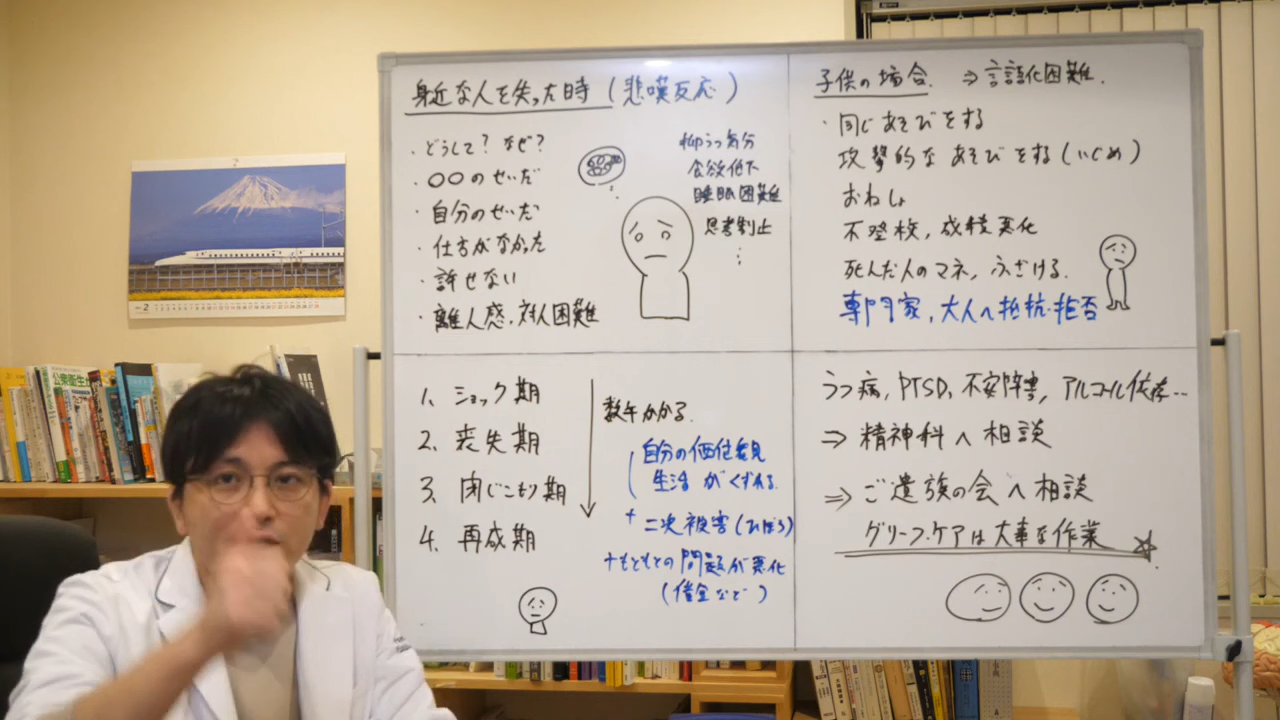 身近な人を失った時（悲嘆反応）
・どうして？なぜ？
・〇〇のせいだ
・自分のせいだ
・仕方がなかった
・許せない
・離人感、対人困難
抑うつ気分
食欲低下
睡眠困難
思考制止
⋮
子供の場合 ⇒ 言語化困難.
・同じあそびをする
攻撃的なあそびをする(いじめ)
おねしょ
不登校, 成績悪化
死んだ人のマネ, ふざける.
専門家, 大人へ抵抗・拒否
1. ショック期
2. 喪失期
3. 閉じこもり期
4. 再成期
数年かかる.
自分の価値意見
生活 がくずれる.
+ 二次被害(ひぼう)
+もともとの問題が悪化
(借金など)
うつ病, PTSD, 不安障害, アルコール依存…
⇒ 精神科へ相談
⇒ ご遺族の会へ相談
グリーフ・ケアは大事な作業
公衆衛生
2